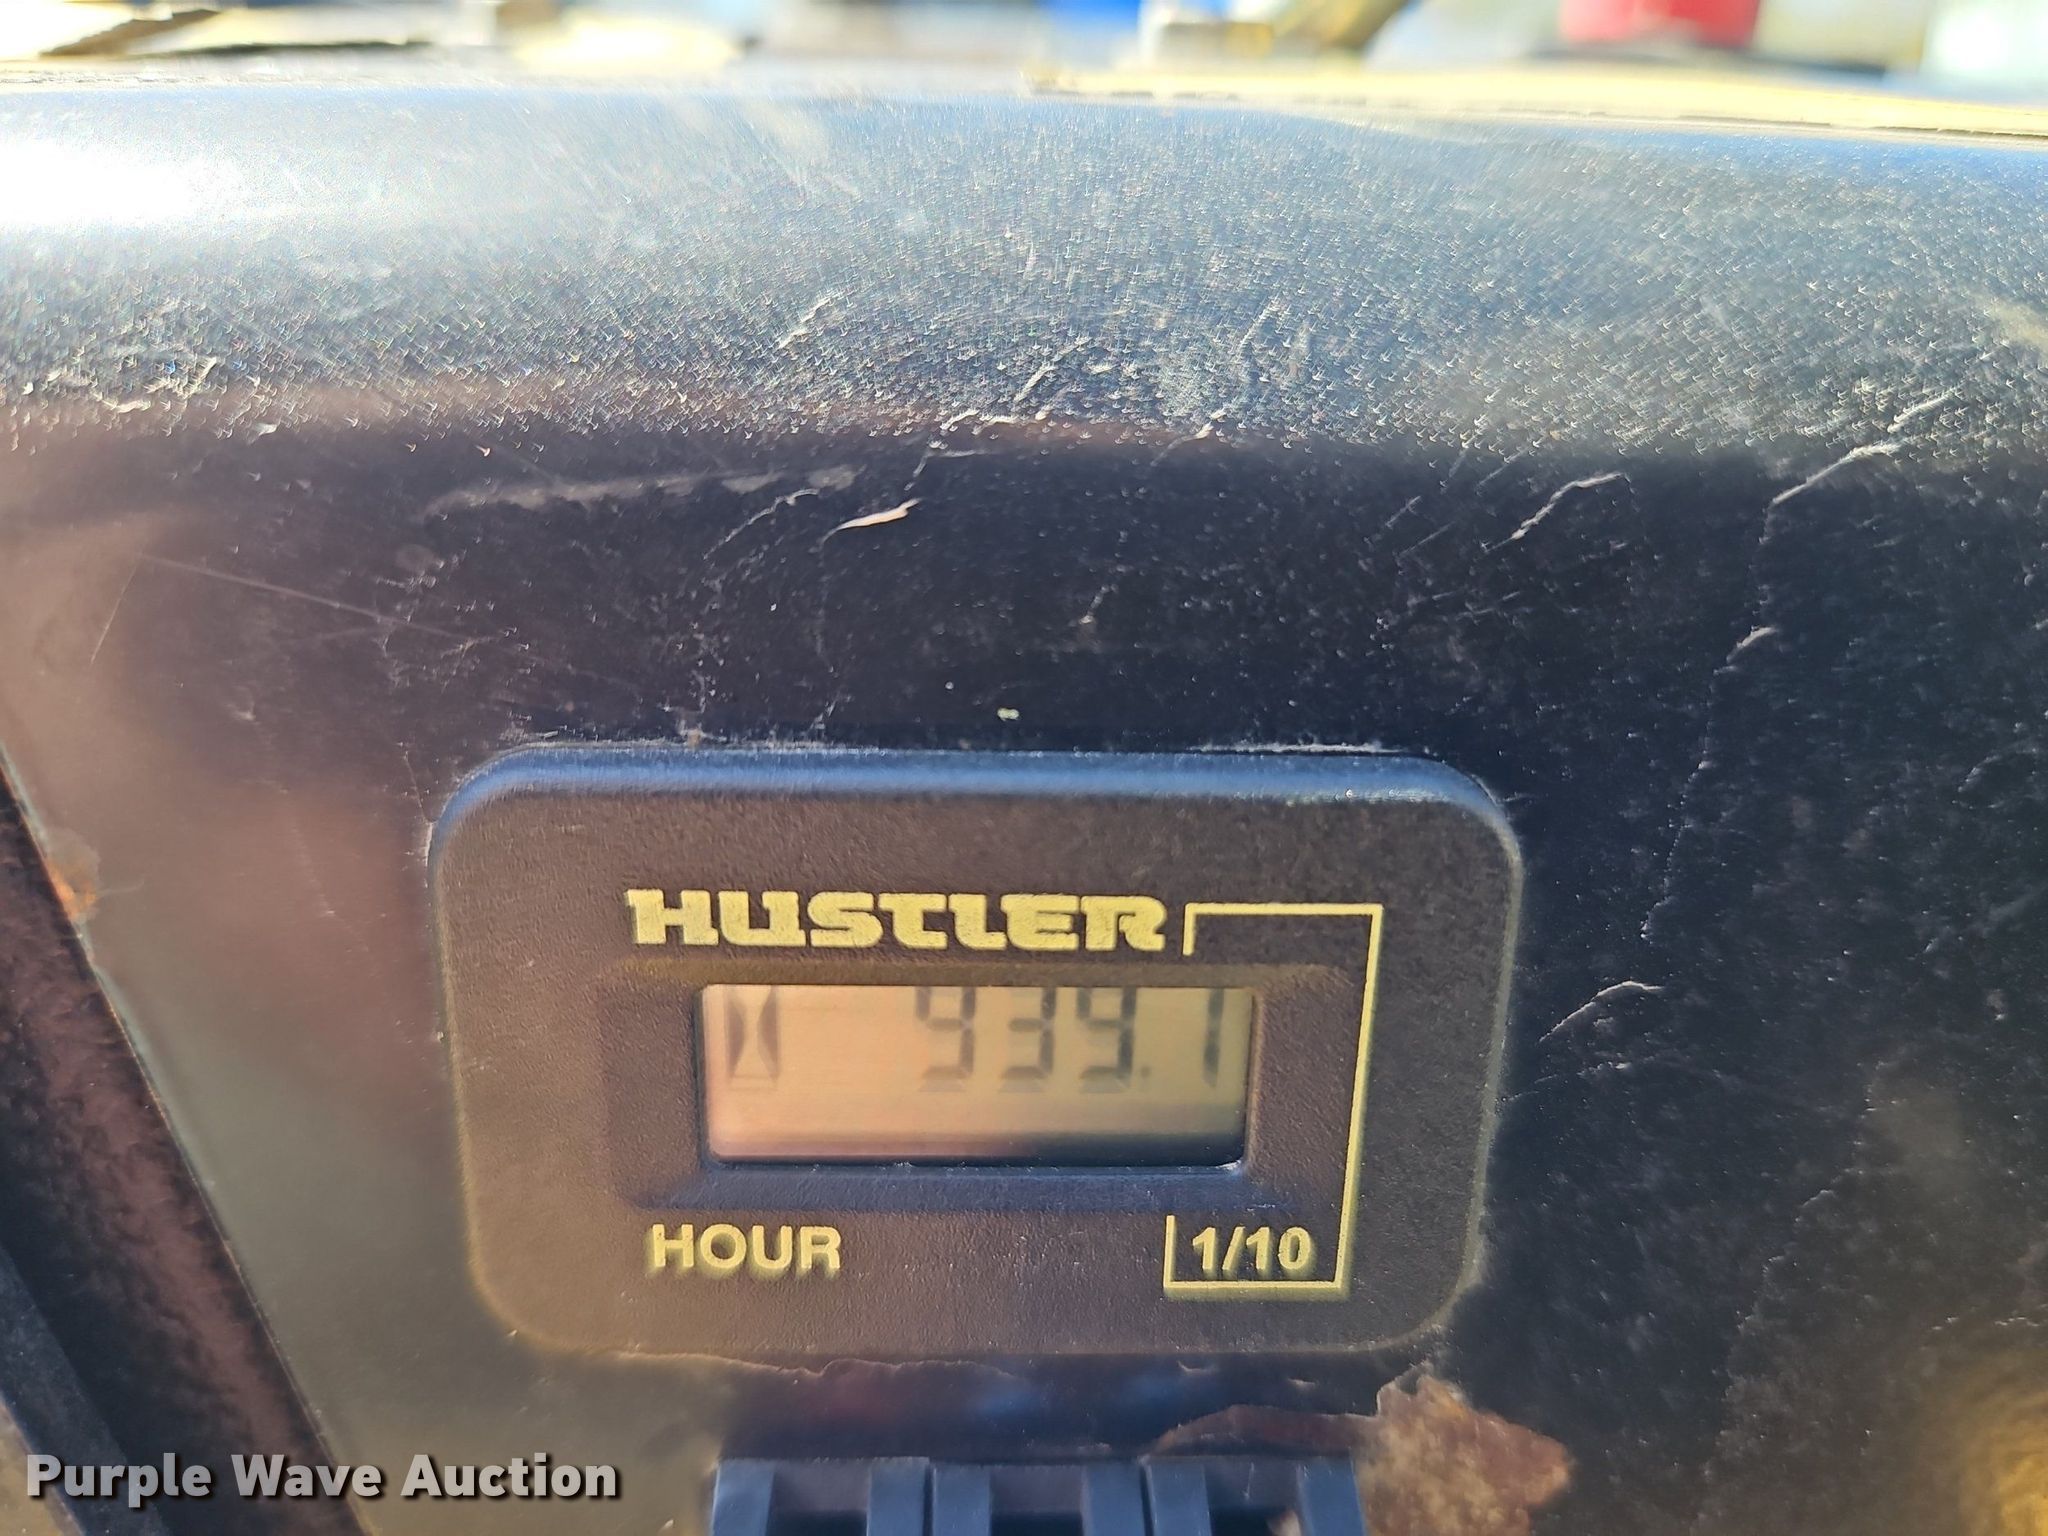 HUSTLER
939.1
HOUR 1/10
Purple Wave Auction